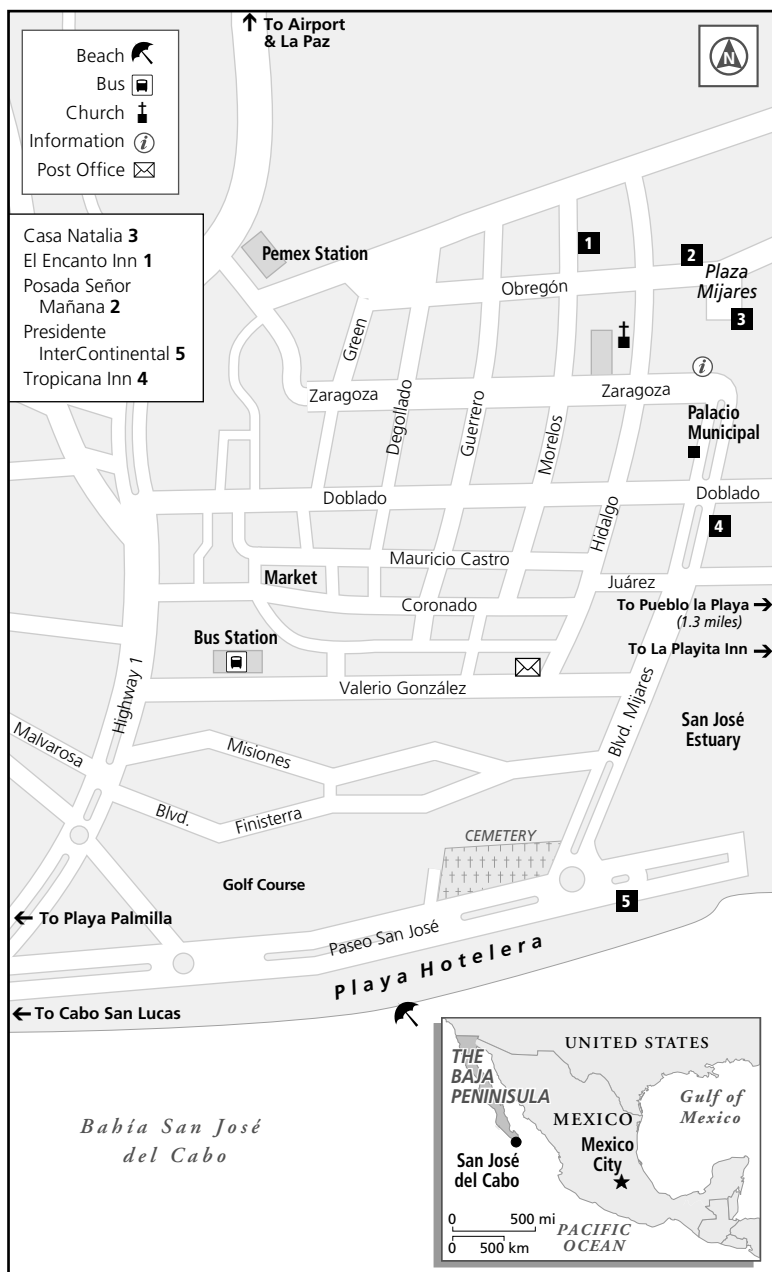 To Airport
& La Paz
N
Beach
Bus
Church
Information
i
Post Office
Casa Natalia 3
El Encanto Inn 1
Posada Señor
Mañana 2
Presidente
InterContinental 5
Tropicana Inn 4
Pemex Station
1
2
Plaza
Mijares
3
Obregón
Green
Zaragoza
Degollado
Guerrero
Morelos
Zaragoza
i
Palacio
Municipal
Doblado
Hidalgo
Doblado
4
Mauricio Castro
Market
Juárez
Coronado
To Pueblo la Playa
(1.3 miles)
Bus Station
To La Playita Inn
Valerio González
Highway 1
Blvd. Mijares
San José
Estuary
Malvarosa
Misiones
Blvd.
Finisterra
CEMETERY
Golf Course
5
To Playa Palmilla
Paseo San José
Playa Hotelera
To Cabo San Lucas
Bahía San José
del Cabo
UNITED STATES
THE
BAJA
PENINISULA
Gulf of
Mexico
MEXICO
Mexico
City
San José
del Cabo
0 500 mi
0 500 km
PACIFIC
OCEAN